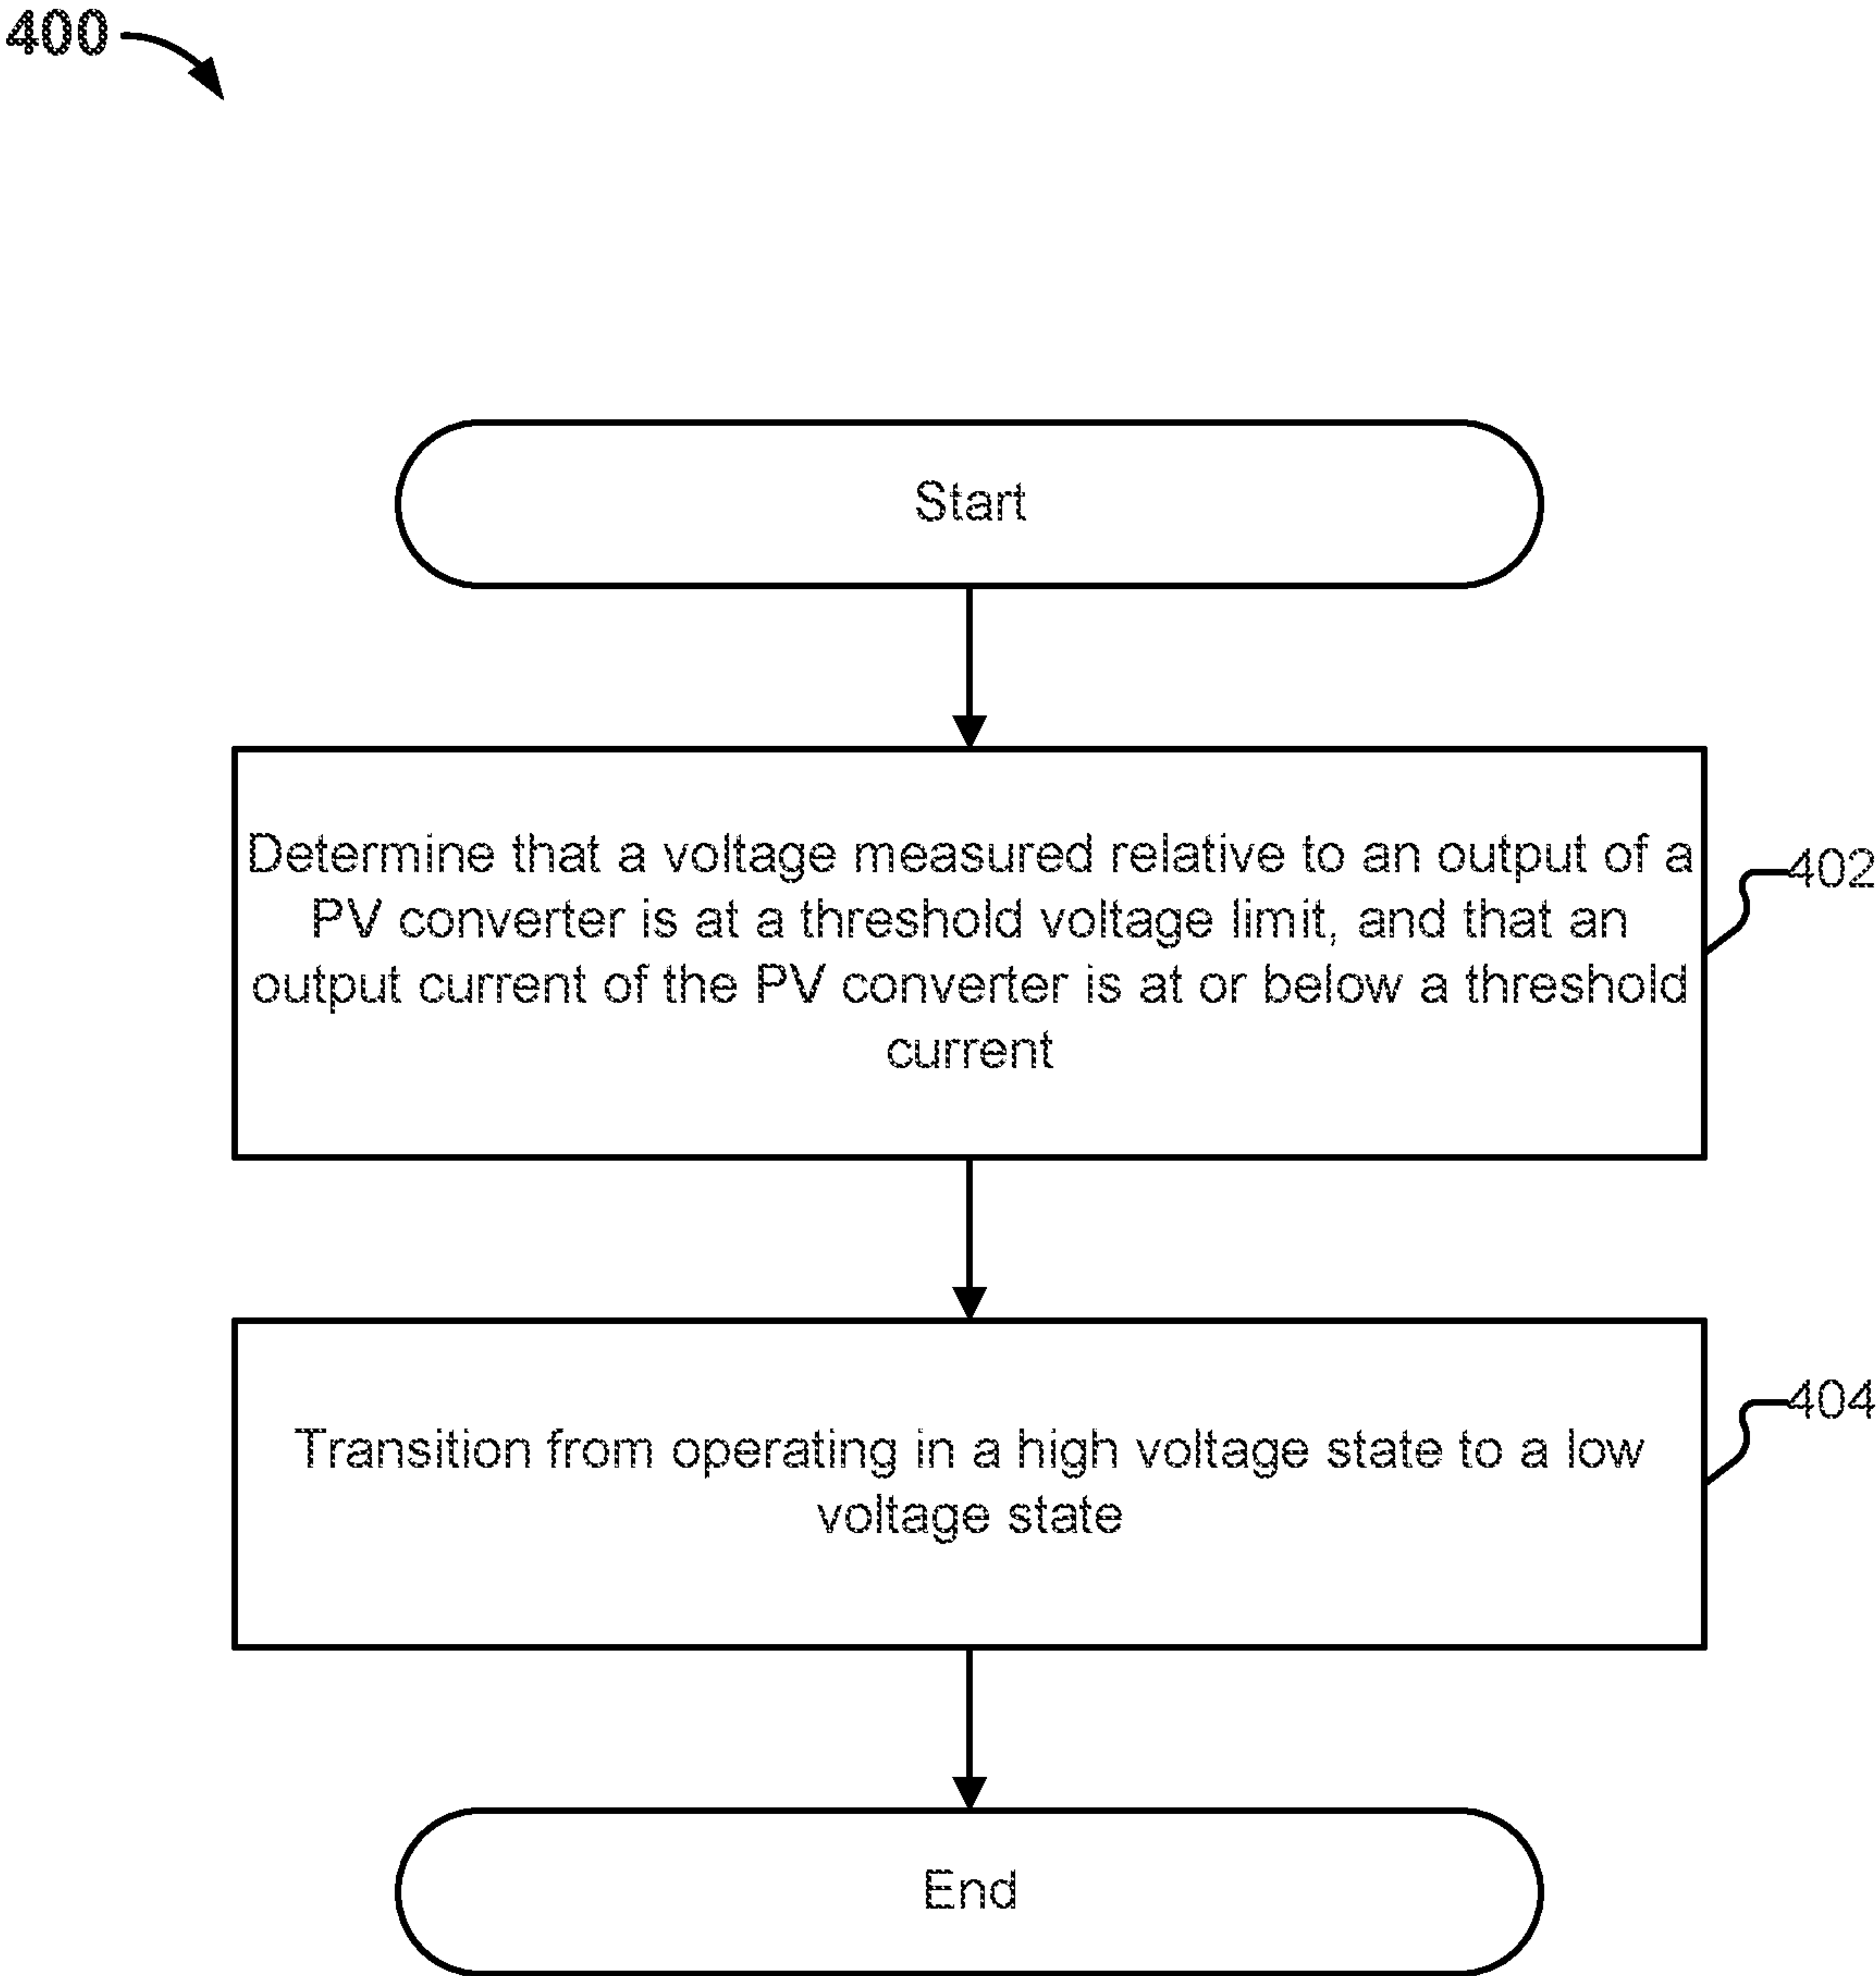 400
Start
Determine that a voltage measured relative to an output of a
PV converter is at a threshold voltage limit, and that an
output current of the PV converter is at or below a threshold
current
402
Transition from operating in a high voltage state to a low
voltage state
404
End